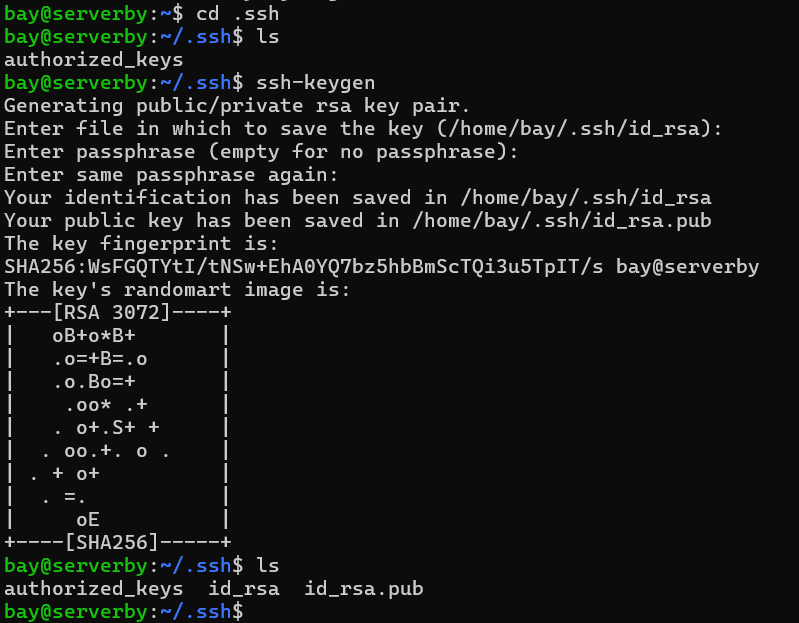 bay@serverby:~$ cd .ssh
bay@serverby:~/.ssh$ ls
authorized_keys
bay@serverby:~/.ssh$ ssh-keygen
Generating public/private rsa key pair.
Enter file in which to save the key (/home/bay/.ssh/id_rsa):
Enter passphrase (empty for no passphrase):
Enter same passphrase again:
Your identification has been saved in /home/bay/.ssh/id_rsa
Your public key has been saved in /home/bay/.ssh/id_rsa.pub
The key fingerprint is:
SHA256:WsFGQTYtI/tNSw+EhA0YQ7bz5hbBmScTQi3u5TpIT/s bay@serverby
The key's randomart image is:
+---[RSA 3072]----+
|   oB+o*B+       |
|   .o=+B=.o      |
|   .o.Bo=+       |
|    .oo* .+      |
|   . o+.S+ +     |
|  . oo.+. o .    |
| . + o+          |
|  . =.           |
|     oE          |
+----[SHA256]-----+
bay@serverby:~/.ssh$ ls
authorized_keys  id_rsa  id_rsa.pub
bay@serverby:~/.ssh$